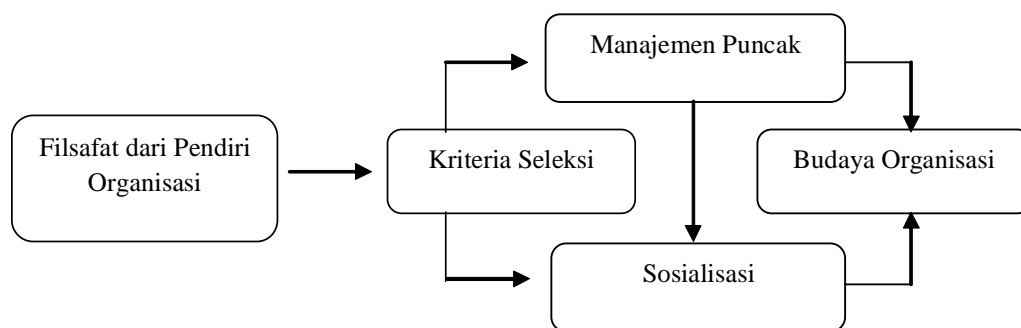 Manajemen Puncak
Filsafat dari Pendiri
Organisasi
Kriteria Seleksi
Budaya Organisasi
Sosialisasi